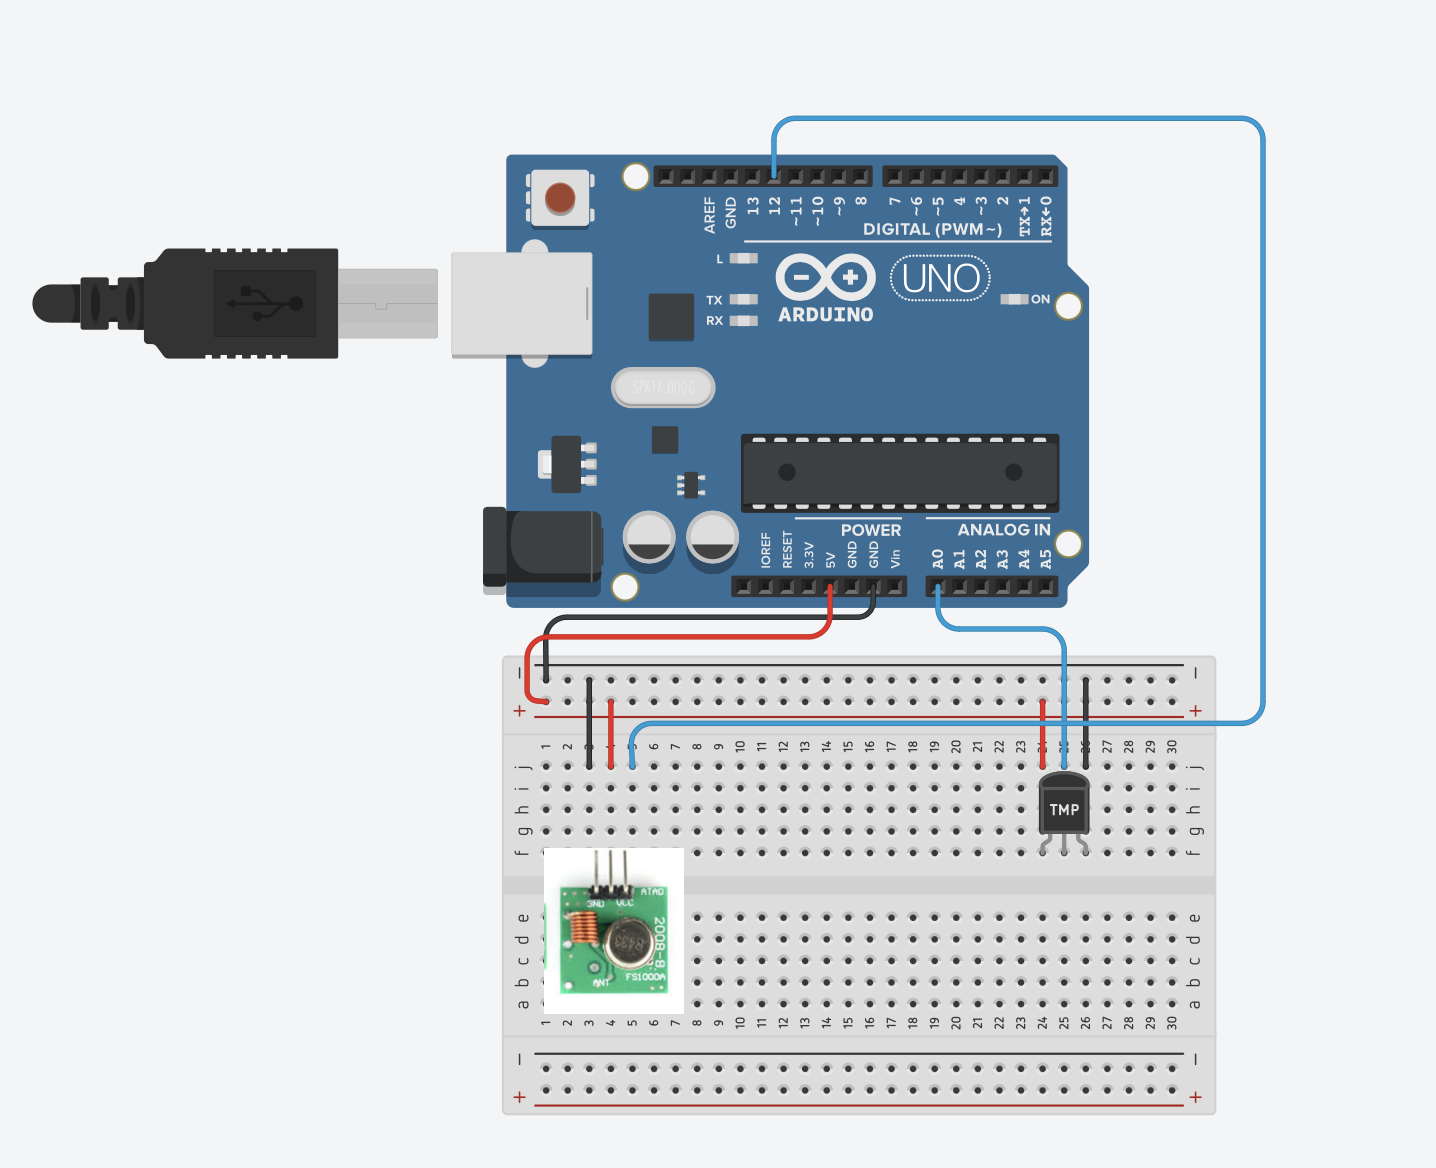 AREF
GND
13
12
~11
~10
~9
8
7
~6
~5
4
~3
2
TX→1
RX←0
DIGITAL (PWM~)
L
TX
RX
UNO
ARDUINO
ON
SPK16.000G
POWER
ANALOG IN
IOREF
RESET
3.3V
5V
GND
GND
Vin
A0
A1
A2
A3
A4
A5
− −
+ +
1 2 3 4 5 6 7 8 9 10 11 12 13 14 15 16 17 18 19 20 21 22 23 24 25 26 27 28 29 30
j j
i i
h h
g g
f f
TMP
ATAD
GND VCC
2008-8
R433
FS1000A
ANT
e e
d d
c c
b b
a a
1 2 3 4 5 6 7 8 9 10 11 12 13 14 15 16 17 18 19 20 21 22 23 24 25 26 27 28 29 30
− −
+ +